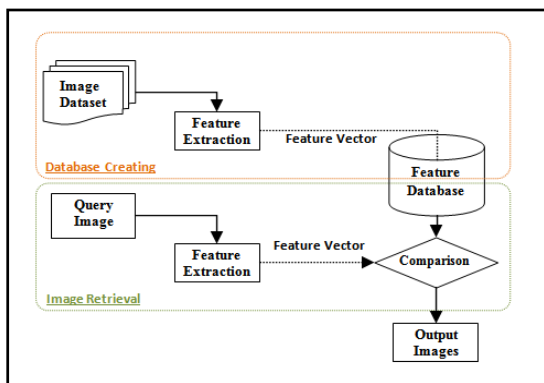 Image
Dataset
Feature
Extraction
Feature Vector
Feature
Database
Database Creating
Query
Image
Feature
Extraction
Feature Vector
Comparison
Image Retrieval
Output
Images